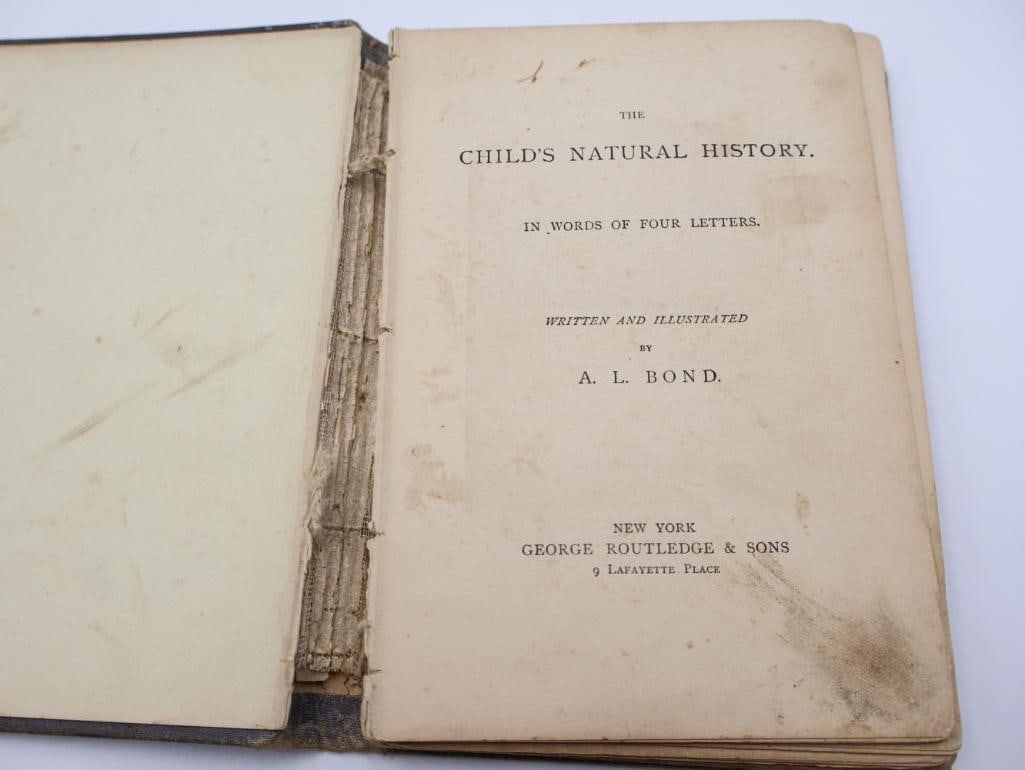 THE
CHILD'S NATURAL HISTORY.
IN WORDS OF FOUR LETTERS.
WRITTEN AND ILLUSTRATED
BY
A. L. BOND.
NEW YORK
GEORGE ROUTLEDGE & SONS
9 LAFAYETTE PLACE